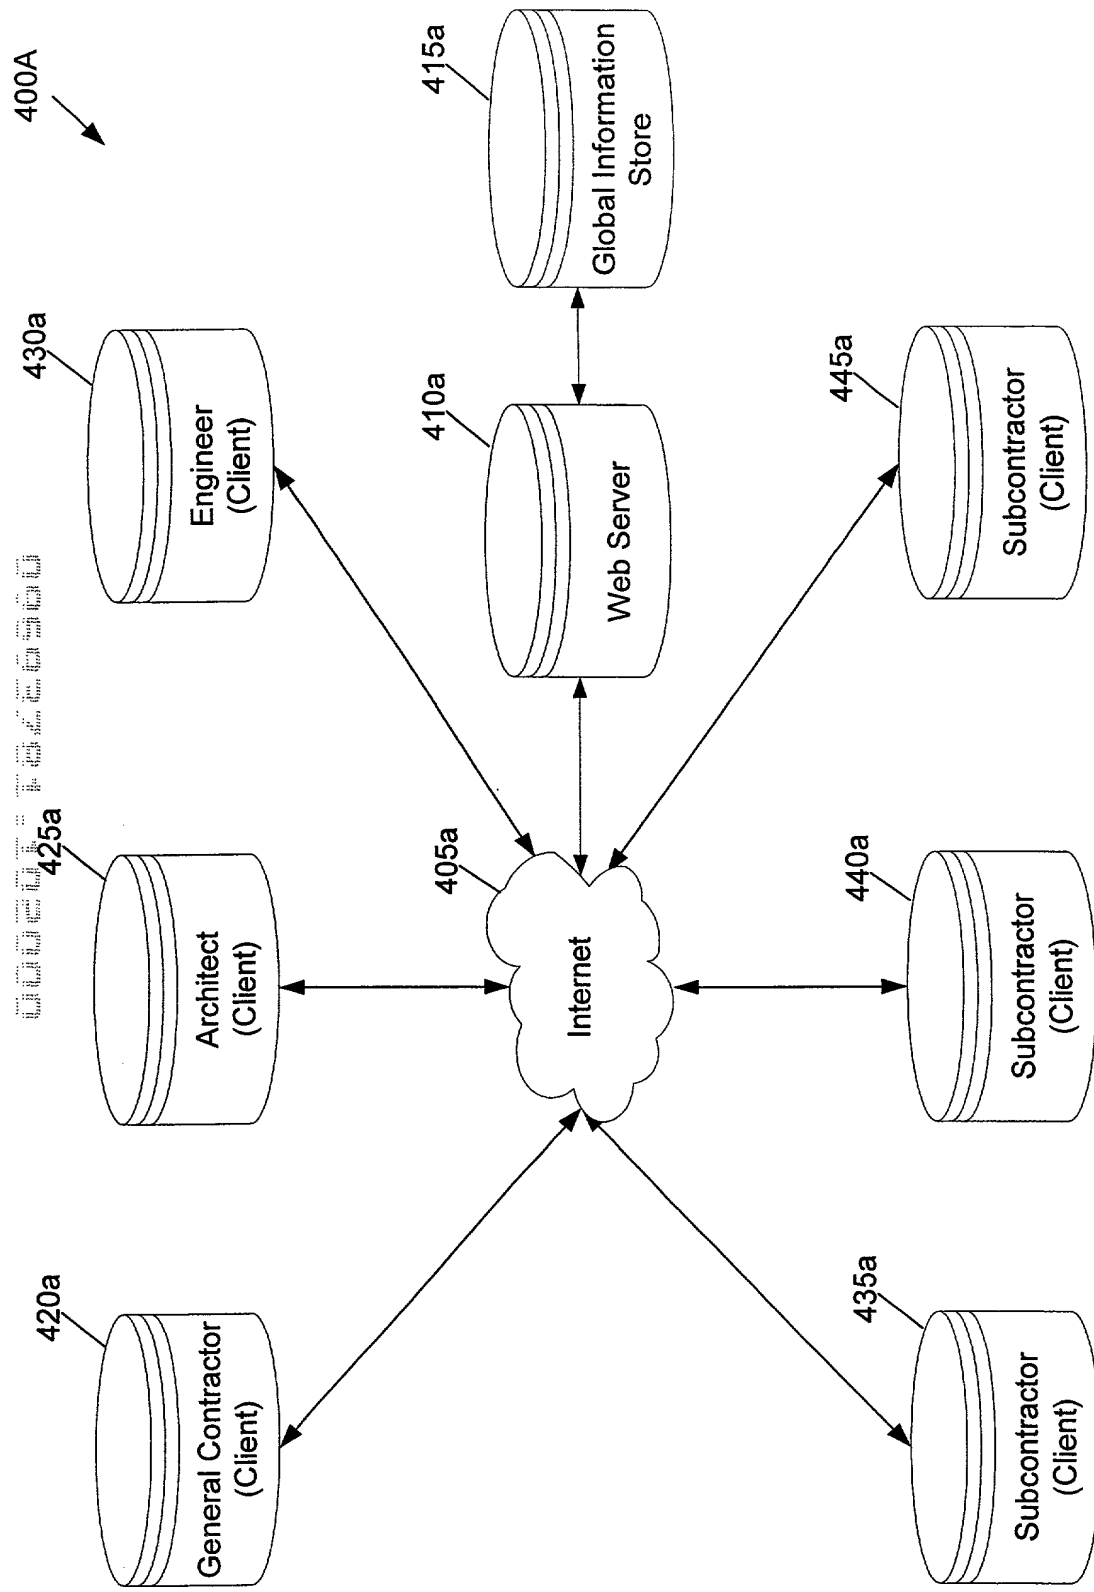 400A
420a
General Contractor
(Client)
425a
Architect
(Client)
430a
Engineer
(Client)
405a
Internet
410a
Web Server
415a
Global Information
Store
435a
Subcontractor
(Client)
440a
Subcontractor
(Client)
445a
Subcontractor
(Client)